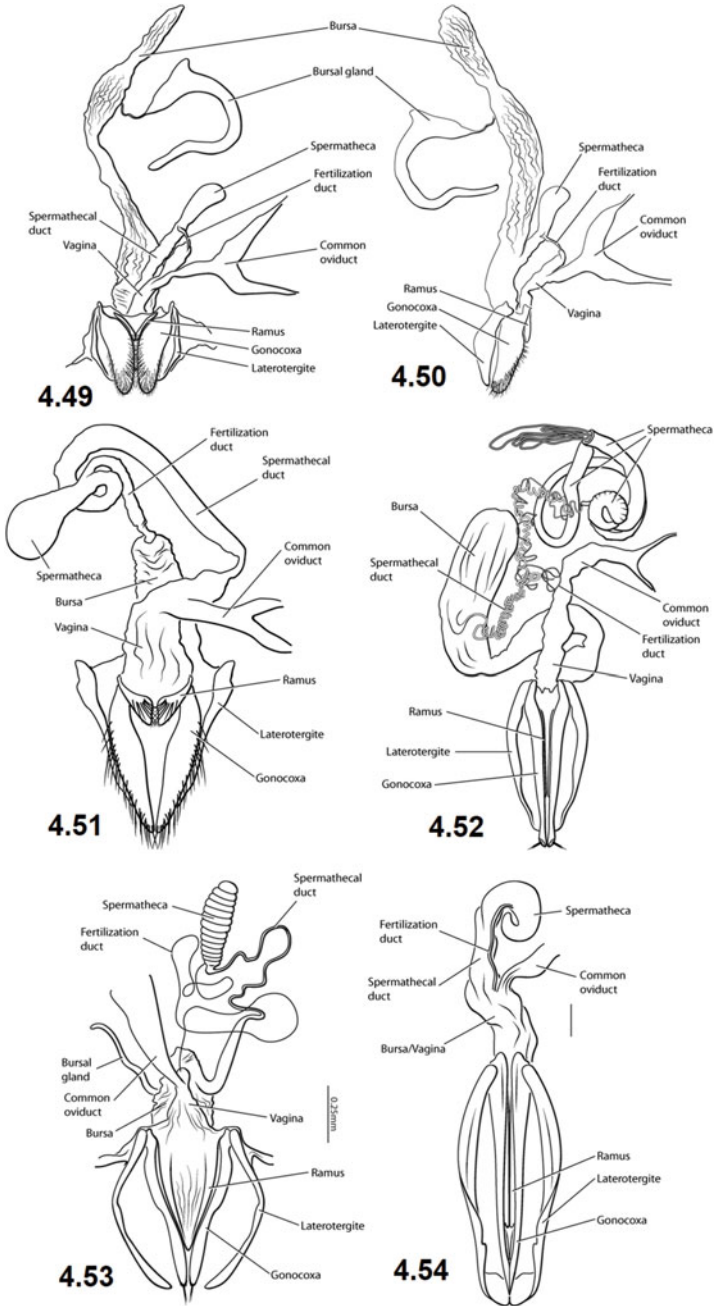 Bursa
Bursal gland
Spermatheca
Fertilization
duct
Spermathecal
duct
Vagina
Common
oviduct
Ramus
Gonocoxa
Laterotergite
4.49
Spermatheca
Fertilization
duct
Common
oviduct
Ramus
Gonocoxa
Laterotergite
Vagina
4.50
Fertilization
duct
Spermathecal
duct
Spermatheca
Common
oviduct
Bursa
Vagina
Ramus
Laterotergite
Gonocoxa
4.51
Spermatheca
Bursa
Spermathecal
duct
Common
oviduct
Fertilization
duct
Vagina
Ramus
Laterotergite
Gonocoxa
4.52
Spermathecal
duct
Spermatheca
Fertilization
duct
Bursal
gland
Common
oviduct
Bursa
Vagina
0.25mm
Ramus
Laterotergite
Gonocoxa
4.53
Spermatheca
Fertilization
duct
Common
oviduct
Spermathecal
duct
Bursa/Vagina
Ramus
Laterotergite
Gonocoxa
4.54